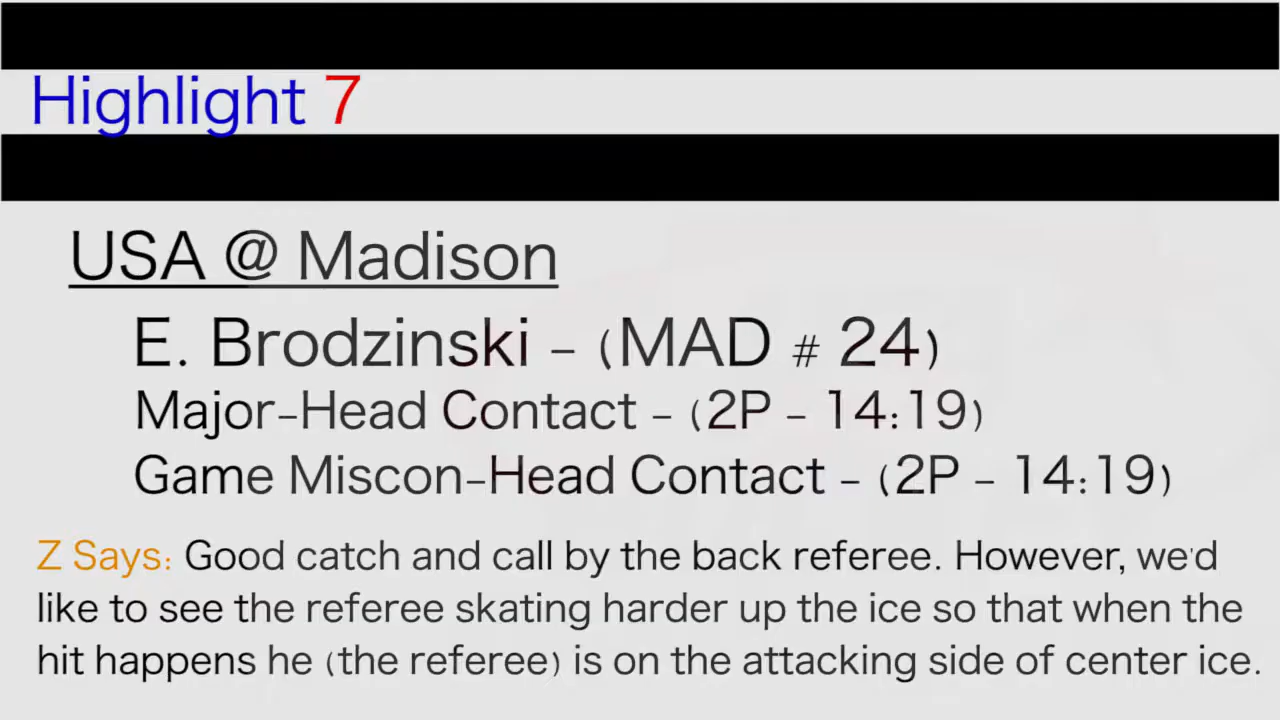 Highlight 7
USA @ Madison
E. Brodzinski - (MAD # 24)
Major-Head Contact - (2P - 14:19)
Game Miscon-Head Contact - (2P - 14:19)
Z Says: Good catch and call by the back referee. However, we'd
like to see the referee skating harder up the ice so that when the
hit happens he (the referee) is on the attacking side of center ice.